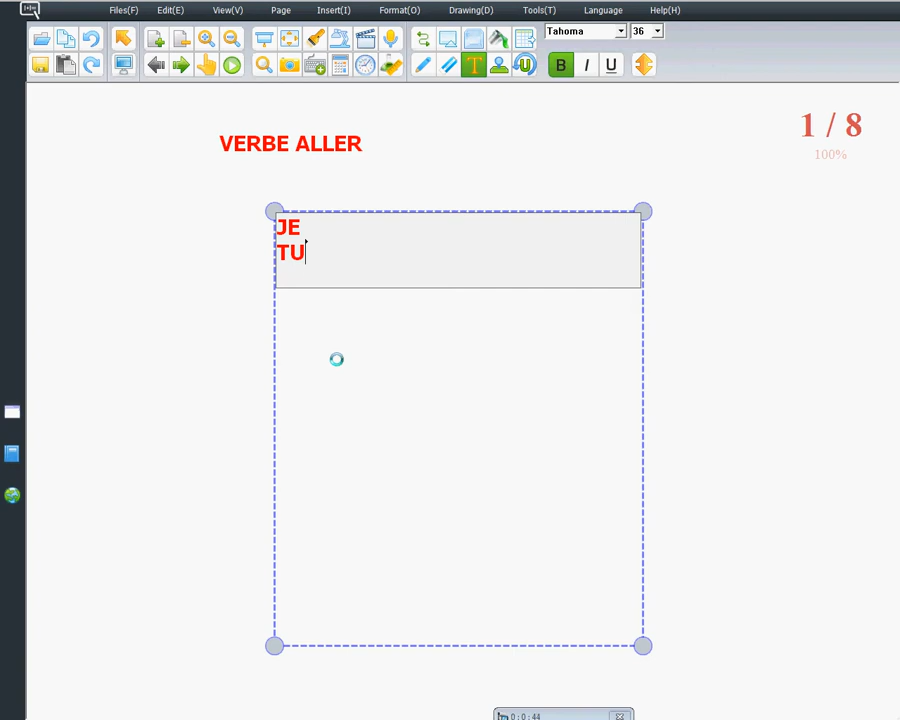 Files(F) Edit(E) View(V) Page Insert(I) Format(O) Drawing(D) Tools(T) Language Help(H)
Tahoma 36
B I U
VERBE ALLER
1 / 8
100%
JE
TU
0:0:44